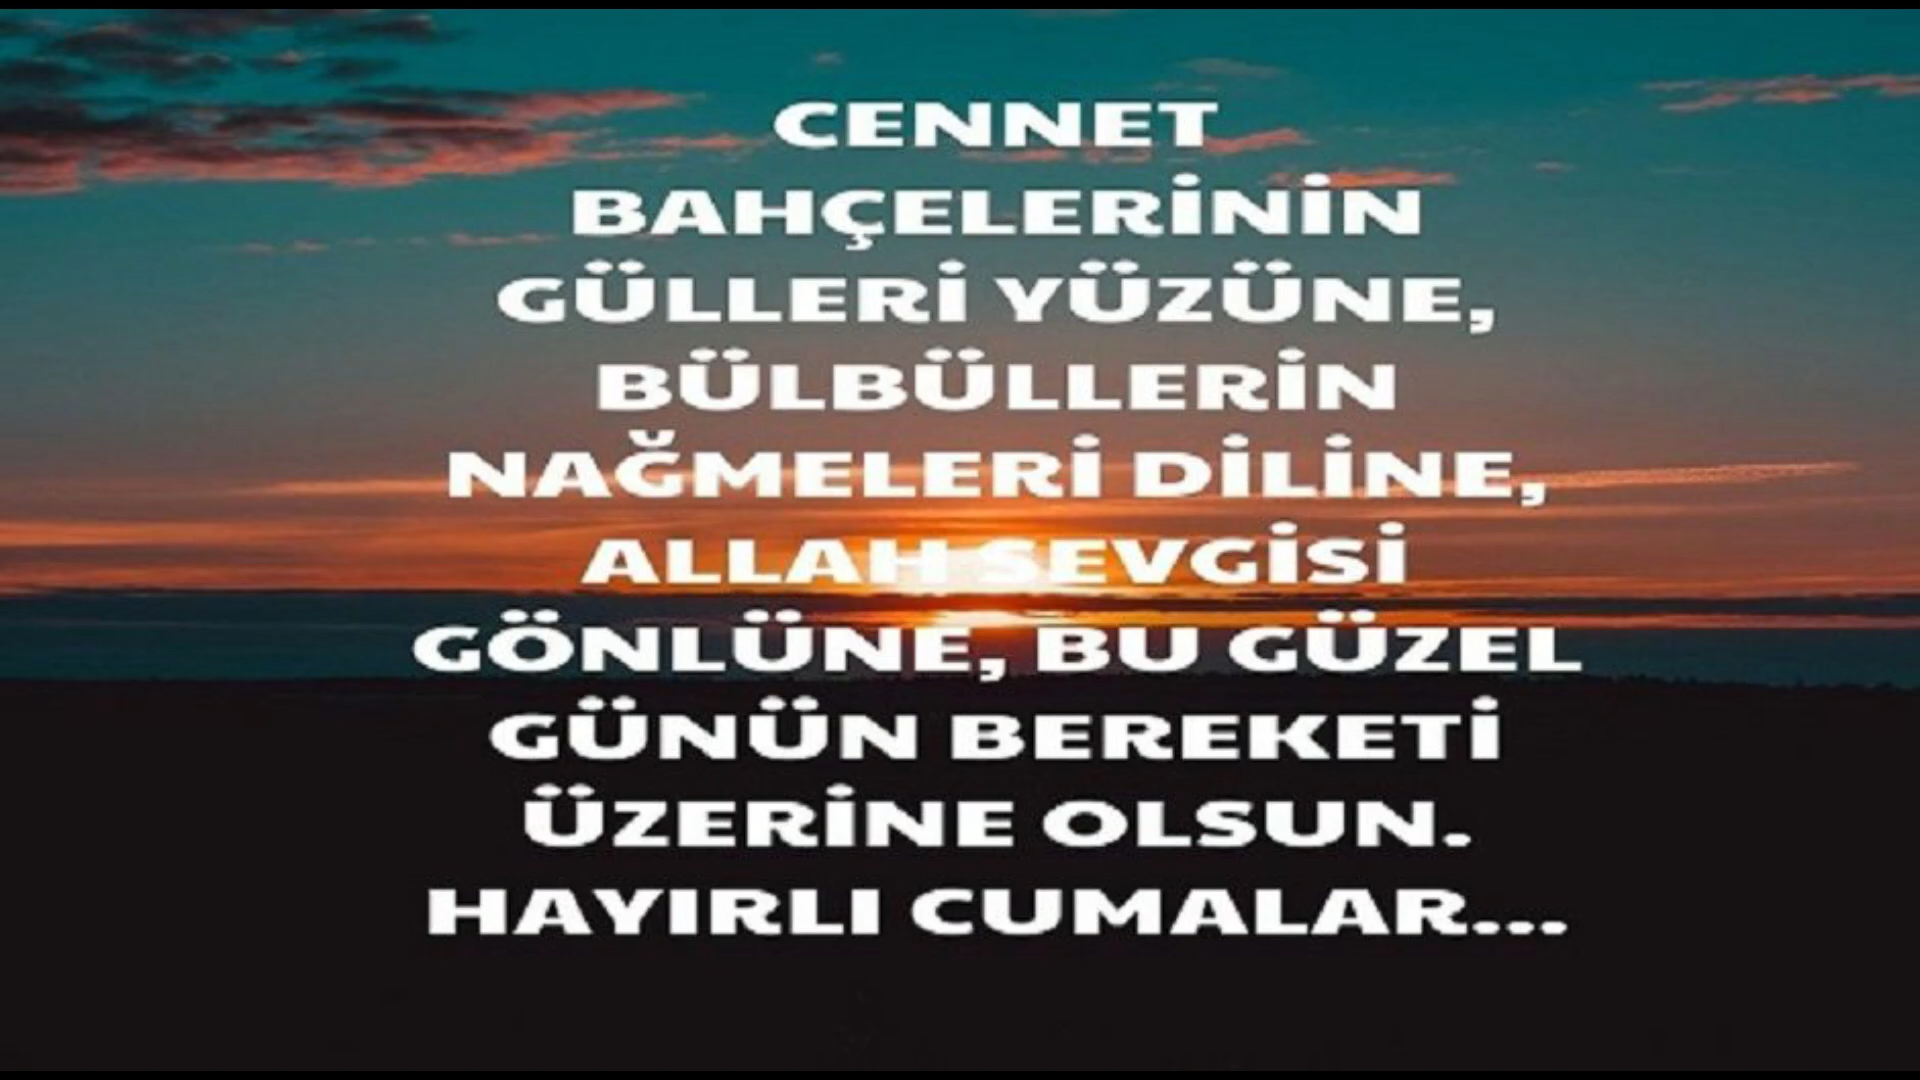 CENNET
BAHÇELERİNİN
GÜLLERİ YÜZÜNE,
BÜLBÜLLERİN
NAĞMELERİ DİLİNE,
ALLAH SEVGİSİ
GÖNLÜNE, BU GÜZEL
GÜNÜN BEREKETİ
ÜZERİNE OLSUN.
HAYIRLI CUMALAR...